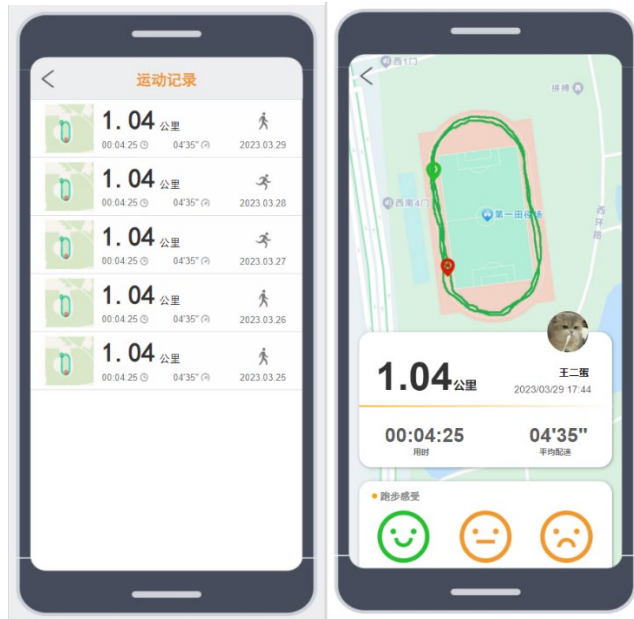 运动记录
1.04 公里
00:04:25 04'35" 2023.03.29
1.04 公里
00:04:25 04'35" 2023.03.28
1.04 公里
00:04:25 04'35" 2023.03.27
1.04 公里
00:04:25 04'35" 2023.03.26
1.04 公里
00:04:25 04'35" 2023.03.25
西1门
拼搏
西南4门
第一田径场
西环路
1.04公里
王二蛋
2023/03/29 17:44
00:04:25 04'35"
用时 平均配速
跑步感受